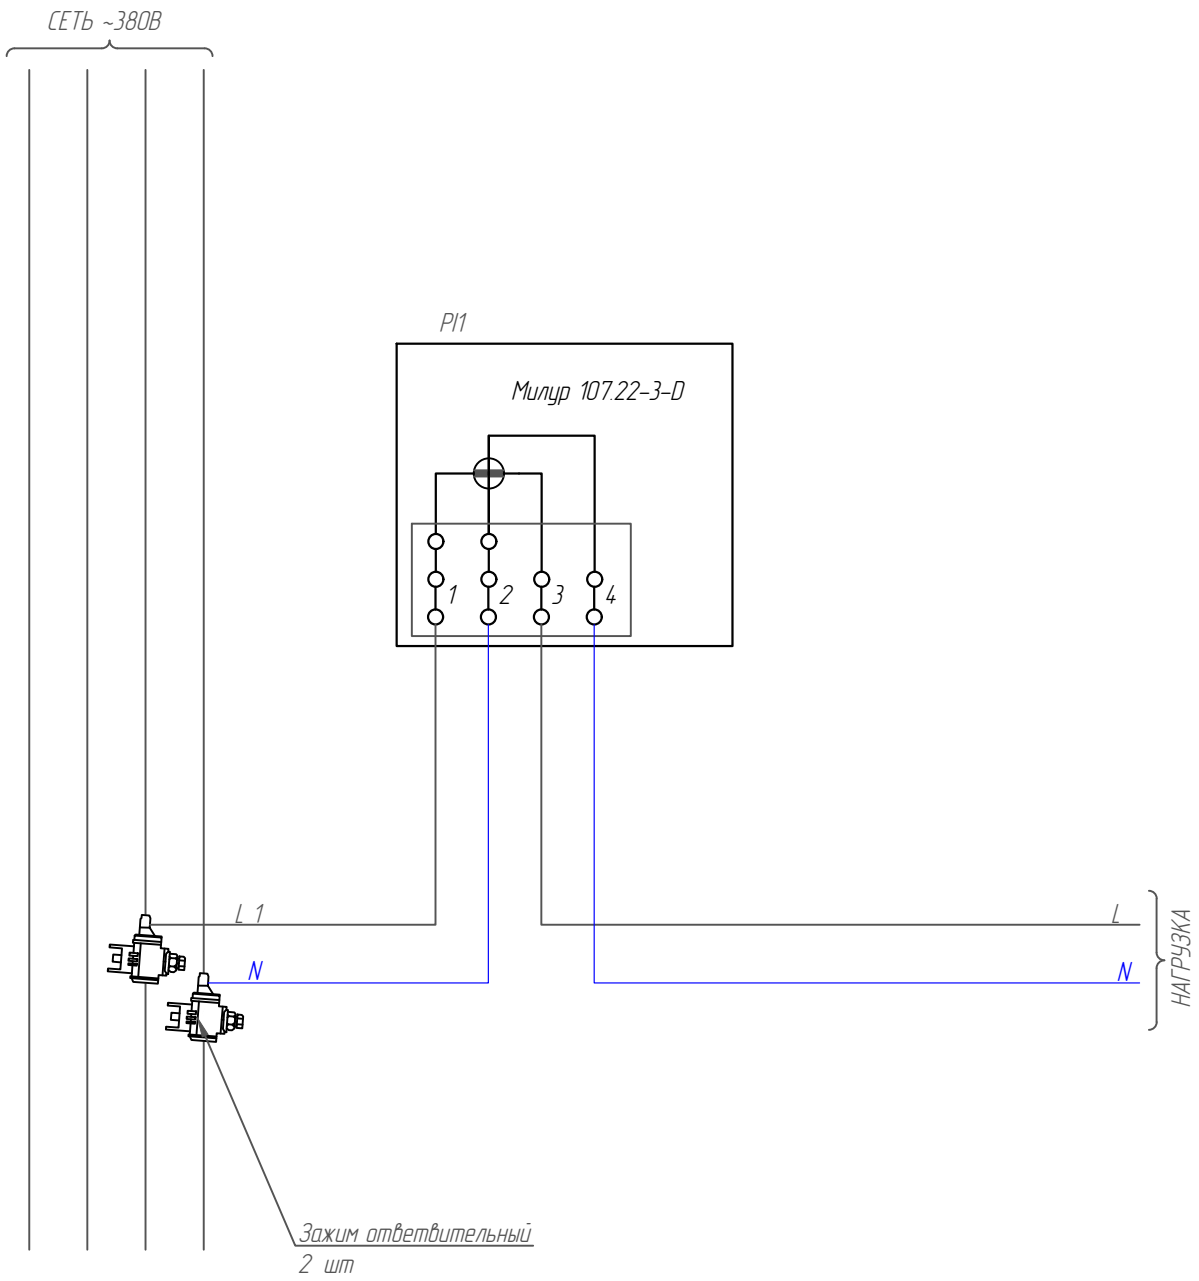 СЕТЬ ~380В
PI1
Милур 107.22-3-D
1 2 3 4
L 1
L
N
N
НАГРУЗКА
Зажим ответвительный
2 шт